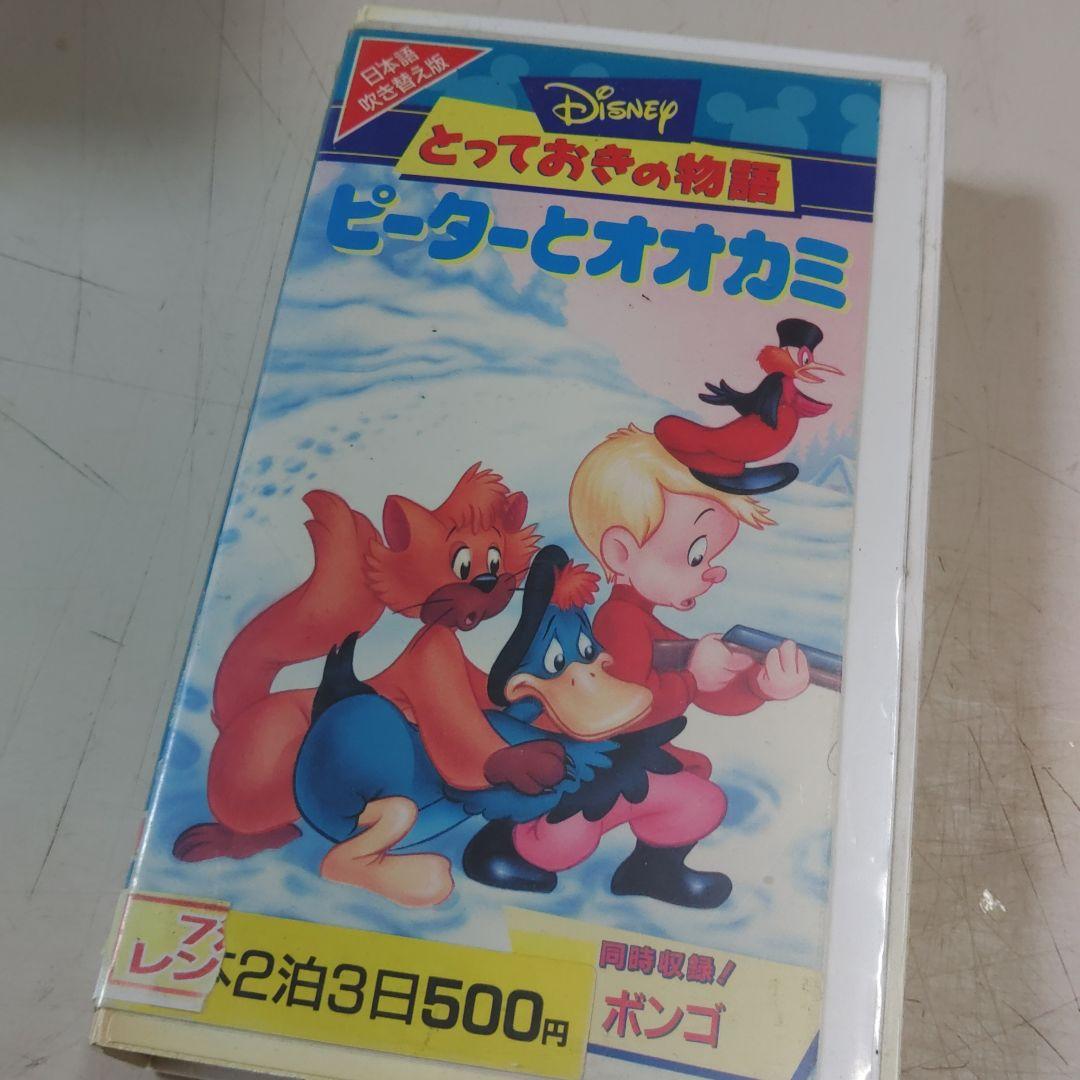 日本語
吹き替え版
Disney
とっておきの物語
ピーターとオオカミ
同時収録!
ボンゴ
レン
2泊3日500円